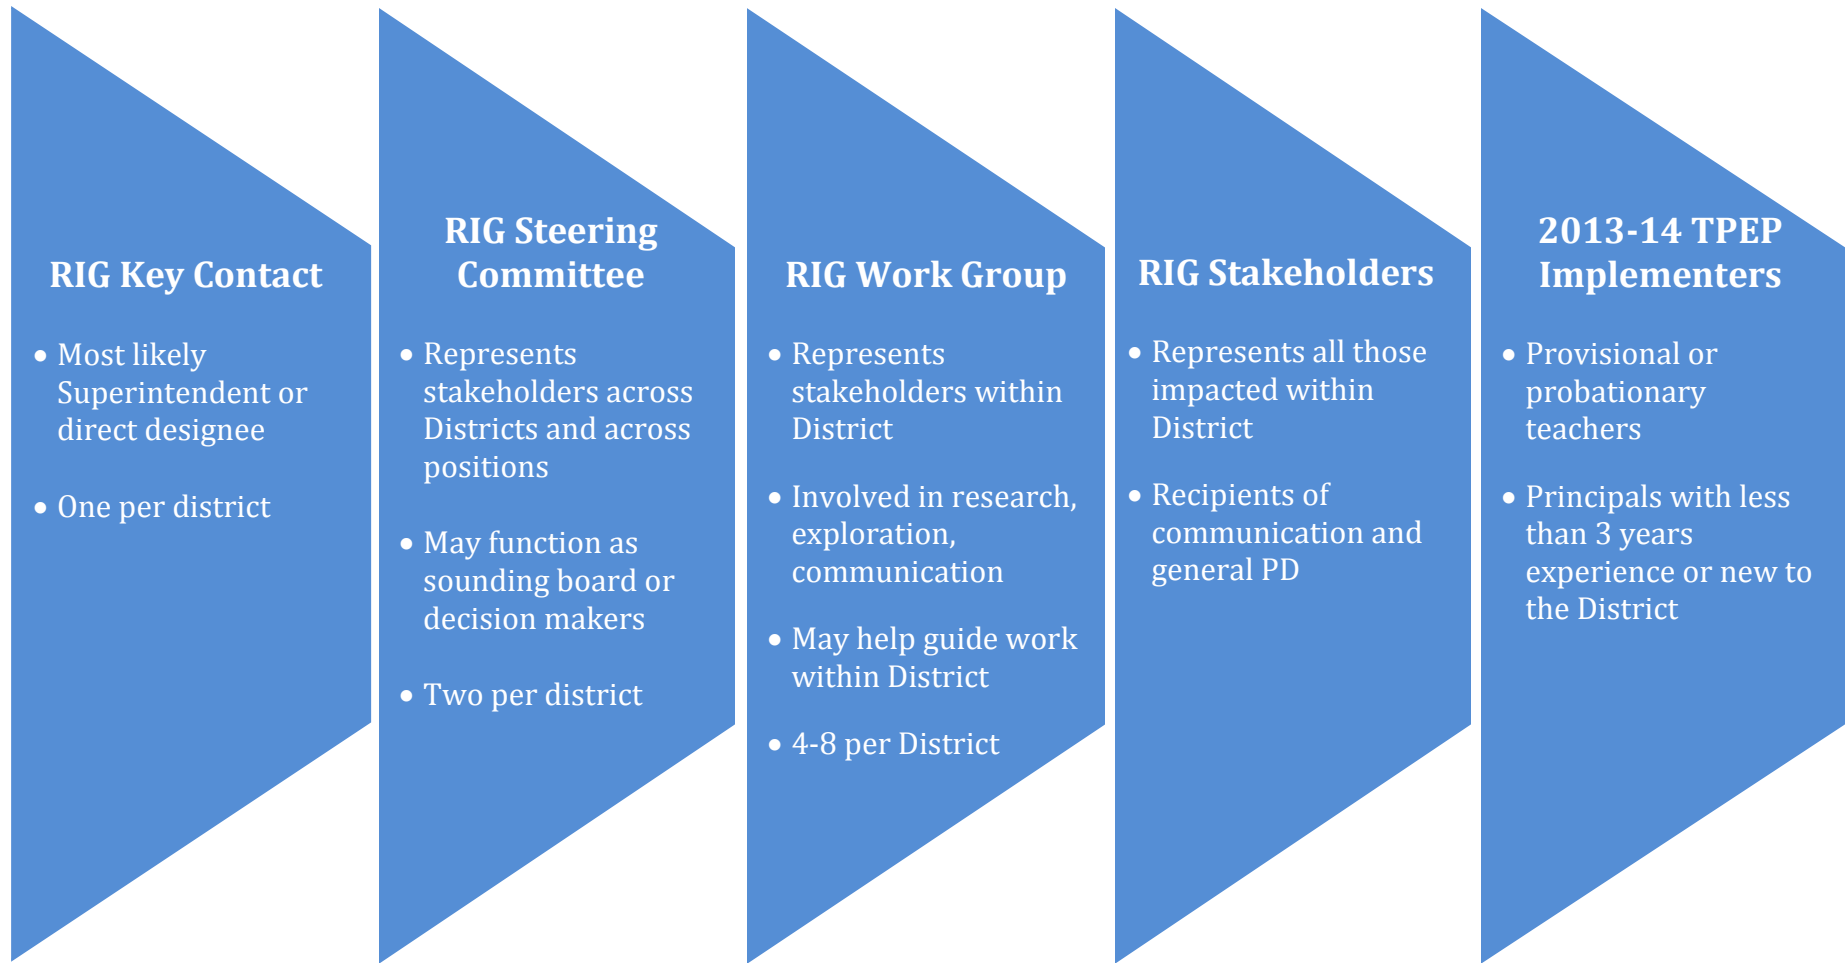 RIG Key Contact
• Most likely
Superintendent or
direct designee
• One per district
RIG Steering
Committee
• Represents
stakeholders across
Districts and across
positions
• May function as
sounding board or
decision makers
• Two per district
RIG Work Group
• Represents
stakeholders within
District
• Involved in research,
exploration,
communication
• May help guide work
within District
• 4-8 per District
RIG Stakeholders
• Represents all those
impacted within
District
• Recipients of
communication and
general PD
2013-14 TPEP
Implementers
• Provisional or
probationary
teachers
• Principals with less
than 3 years
experience or new to
the District